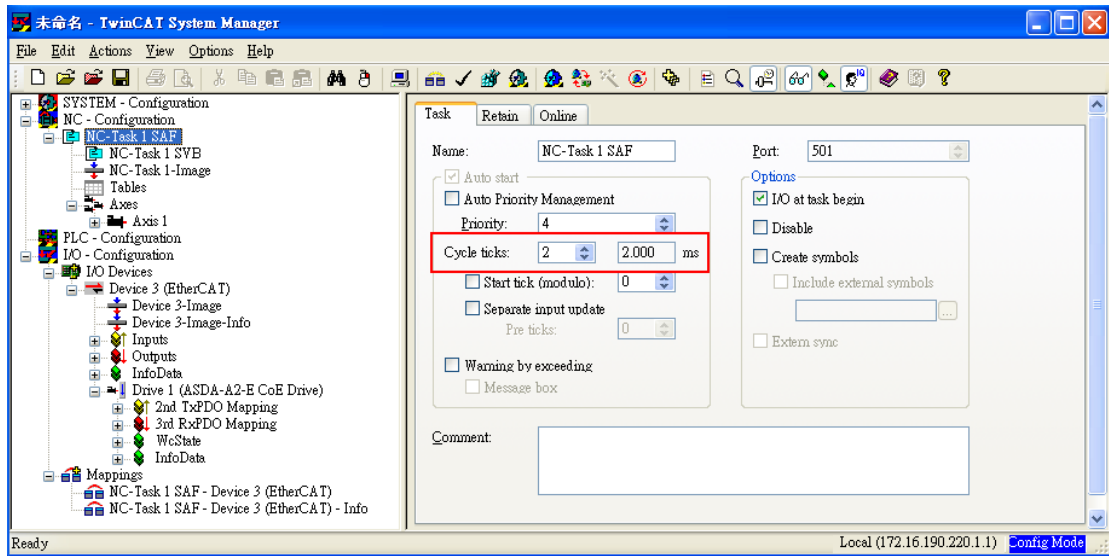 未命名 - TwinCAT System Manager
File Edit Actions View Options Help
SYSTEM - Configuration
NC - Configuration
NC-Task 1 SAF
NC-Task 1 SVB
NC-Task 1-Image
Tables
Axes
Axis 1
PLC - Configuration
I/O - Configuration
I/O Devices
Device 3 (EtherCAT)
Device 3-Image
Device 3-Image-Info
Inputs
Outputs
InfoData
Drive 1 (ASDA-A2-E CoE Drive)
2nd TxPDO Mapping
3rd RxPDO Mapping
WcState
InfoData
Mappings
NC-Task 1 SAF - Device 3 (EtherCAT)
NC-Task 1 SAF - Device 3 (EtherCAT) - Info
Task Retain Online
Name: NC-Task 1 SAF
Auto start
Auto Priority Management
Priority: 4
Cycle ticks: 2 2.000 ms
Start tick (modulo): 0
Separate input update
Pre ticks: 0
Warning by exceeding
Message box
Port: 501
Options
I/O at task begin
Disable
Create symbols
Include external symbols
...
Extern sync
Comment:
Ready Local (172.16.190.220.1.1) Config Mode